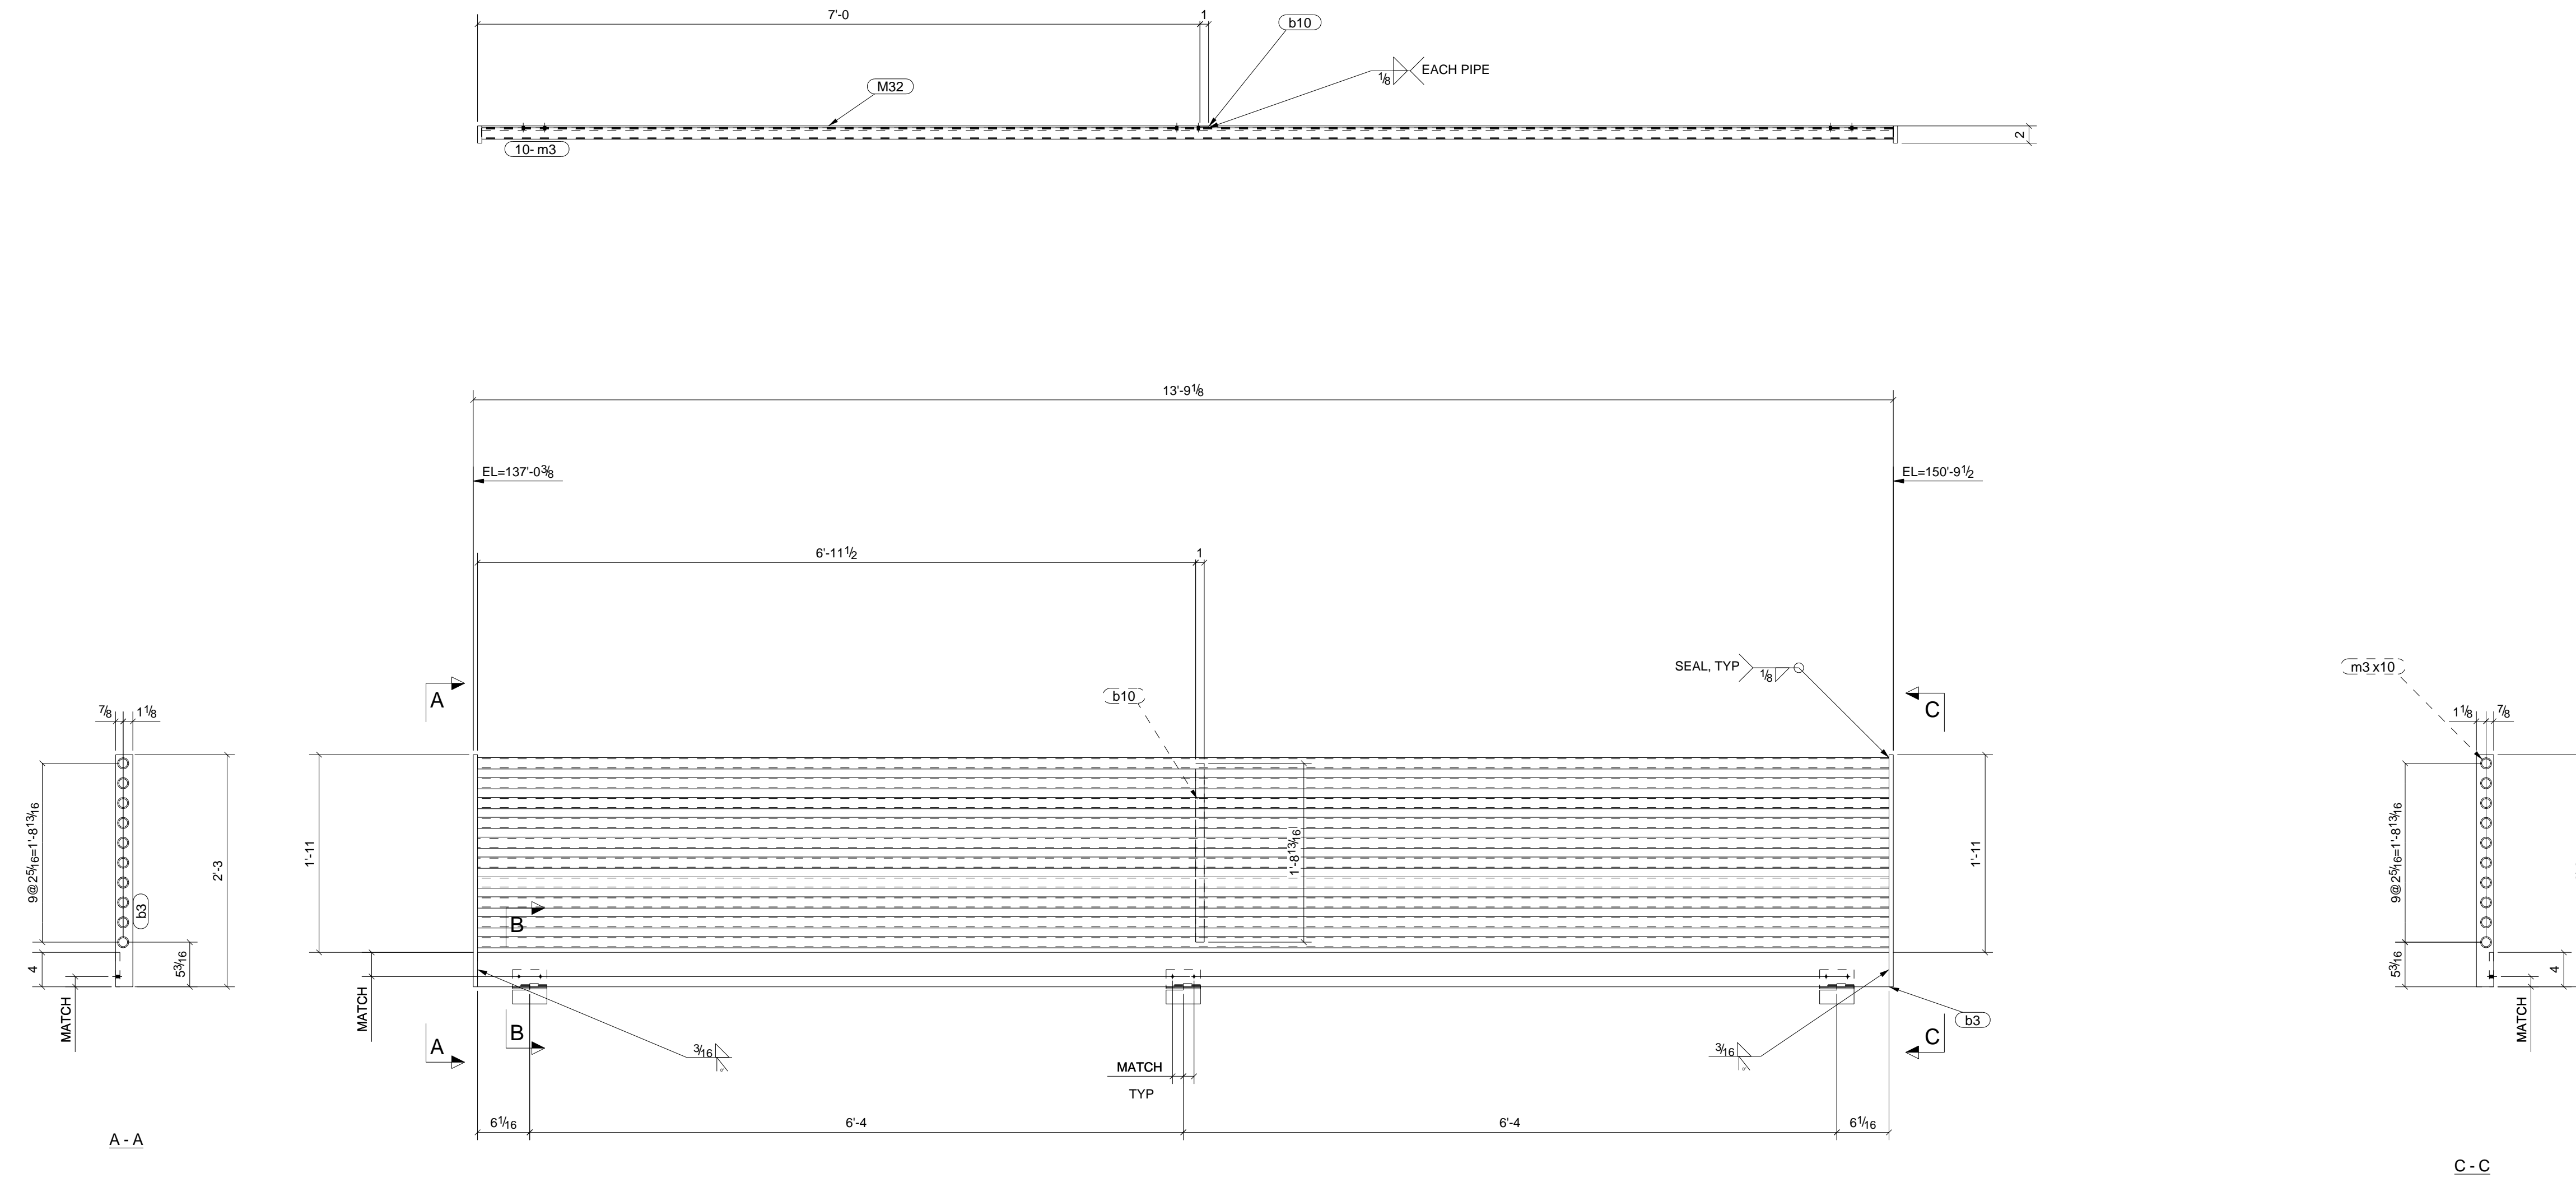 7'-0
1
b10
1/8
EACH PIPE
M32
10- m3
2
13'-9 1/8
EL=137'-0 3/8
EL=150'-9 1/2
6'-11 1/2
1
SEAL, TYP
1/8
A
C
b10
m3 x10
7/8
1 1/8
1 1/8
7/8
9@2 5/16=1'-8 13/16
b3
2'-3
1'-11
1'-8 13/16
1'-11
9@2 5/16=1'-8 13/16
B
4
5 3/16
MATCH
MATCH
5 3/16
4
MATCH
A
B
3/16
MATCH
TYP
3/16
C
b3
6 1/16
6'-4
6'-4
6 1/16
A - A
C - C